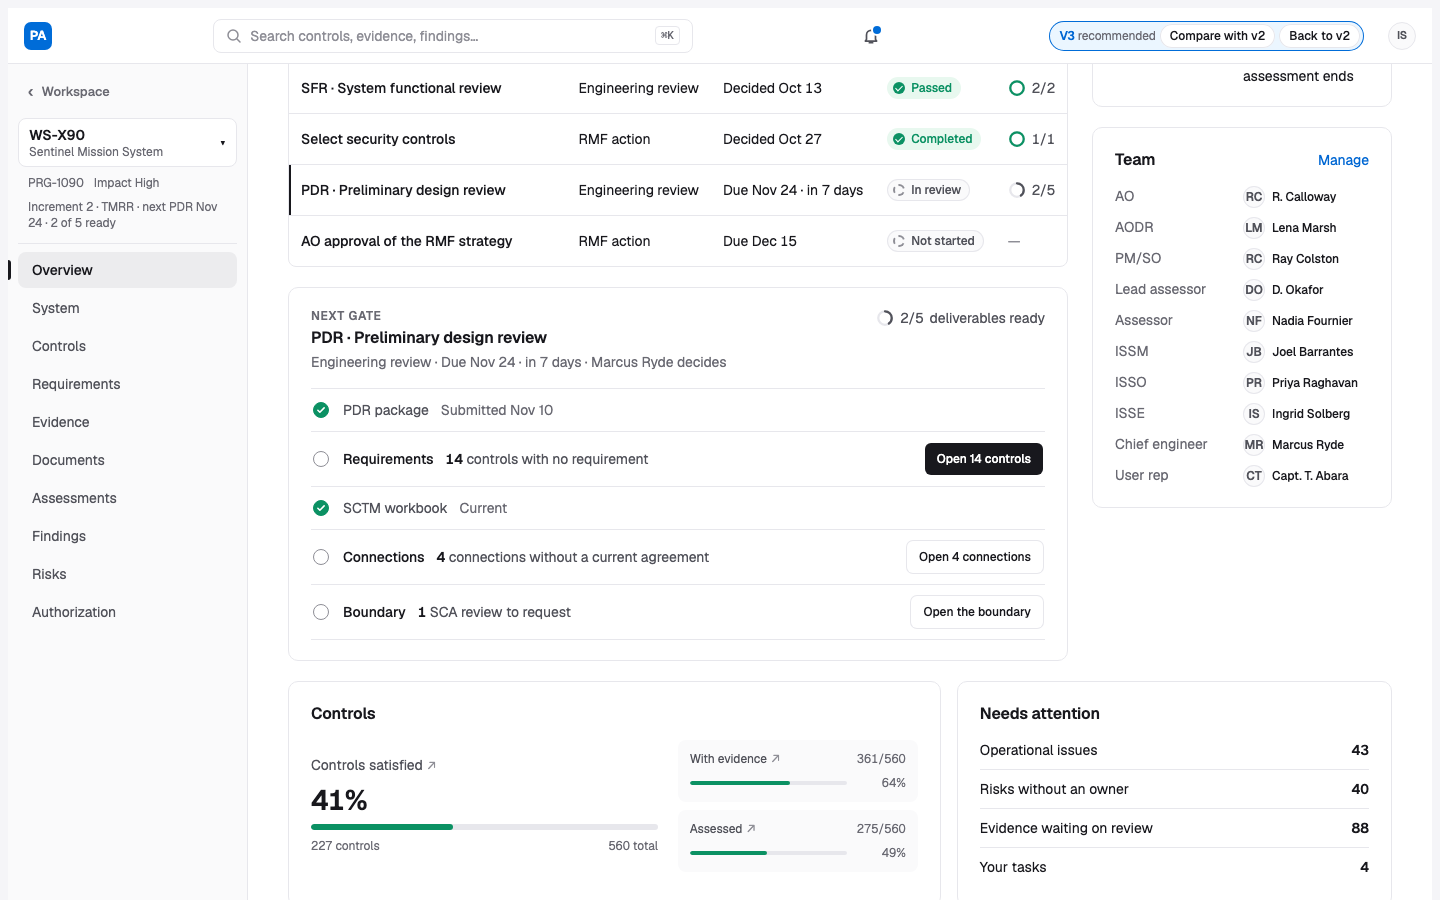 PA
Search controls, evidence, findings…
⌘K
V3 recommended
Compare with v2
Back to v2
IS
Workspace
WS-X90
Sentinel Mission System
PRG-1090 Impact High
Increment 2 · TMRR · next PDR Nov
24 · 2 of 5 ready
Overview
System
Controls
Requirements
Evidence
Documents
Assessments
Findings
Risks
Authorization
SFR · System functional review Engineering review Decided Oct 13 Passed 2/2
Select security controls RMF action Decided Oct 27 Completed 1/1
PDR · Preliminary design review Engineering review Due Nov 24 · in 7 days In review 2/5
AO approval of the RMF strategy RMF action Due Dec 15 Not started —
NEXT GATE
PDR · Preliminary design review
Engineering review · Due Nov 24 · in 7 days · Marcus Ryde decides
2/5 deliverables ready
PDR package Submitted Nov 10
Requirements 14 controls with no requirement Open 14 controls
SCTM workbook Current
Connections 4 connections without a current agreement Open 4 connections
Boundary 1 SCA review to request Open the boundary
assessment ends
Team Manage
AO RC R. Calloway
AODR LM Lena Marsh
PM/SO RC Ray Colston
Lead assessor DO D. Okafor
Assessor NF Nadia Fournier
ISSM JB Joel Barrantes
ISSO PR Priya Raghavan
ISSE IS Ingrid Solberg
Chief engineer MR Marcus Ryde
User rep CT Capt. T. Abara
Controls
Controls satisfied ↗
41%
227 controls 560 total
With evidence ↗ 361/560
64%
Assessed ↗ 275/560
49%
Needs attention
Operational issues 43
Risks without an owner 40
Evidence waiting on review 88
Your tasks 4